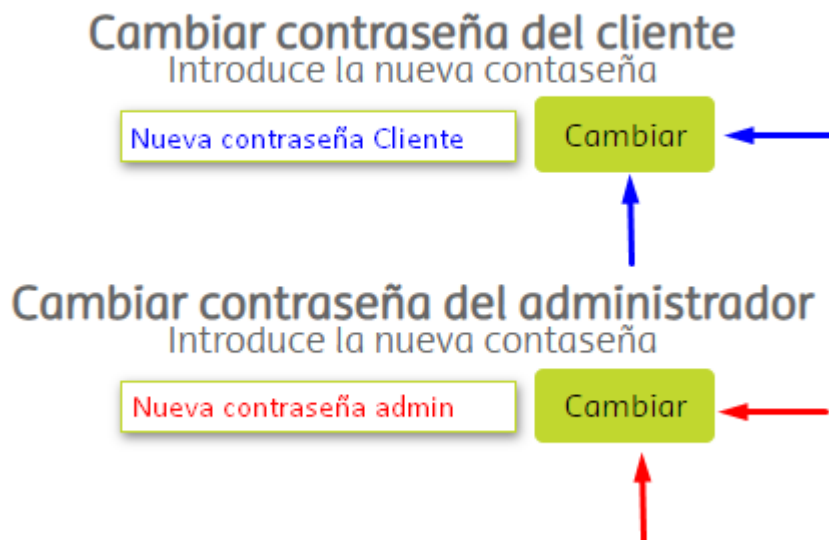 Cambiar contraseña del cliente
Introduce la nueva contaseña
Nueva contraseña Cliente
Cambiar
Cambiar contraseña del administrador
Introduce la nueva contaseña
Nueva contraseña admin
Cambiar